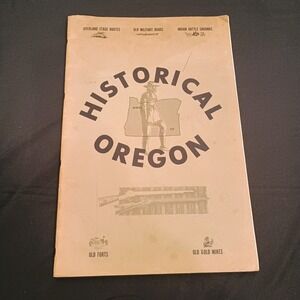 OVERLAND STAGE ROUTES
OLD MILITARY ROADS
INDIAN BATTLE GROUNDS
HISTORICAL
OREGON
OLD FORTS
OLD GOLD MINES